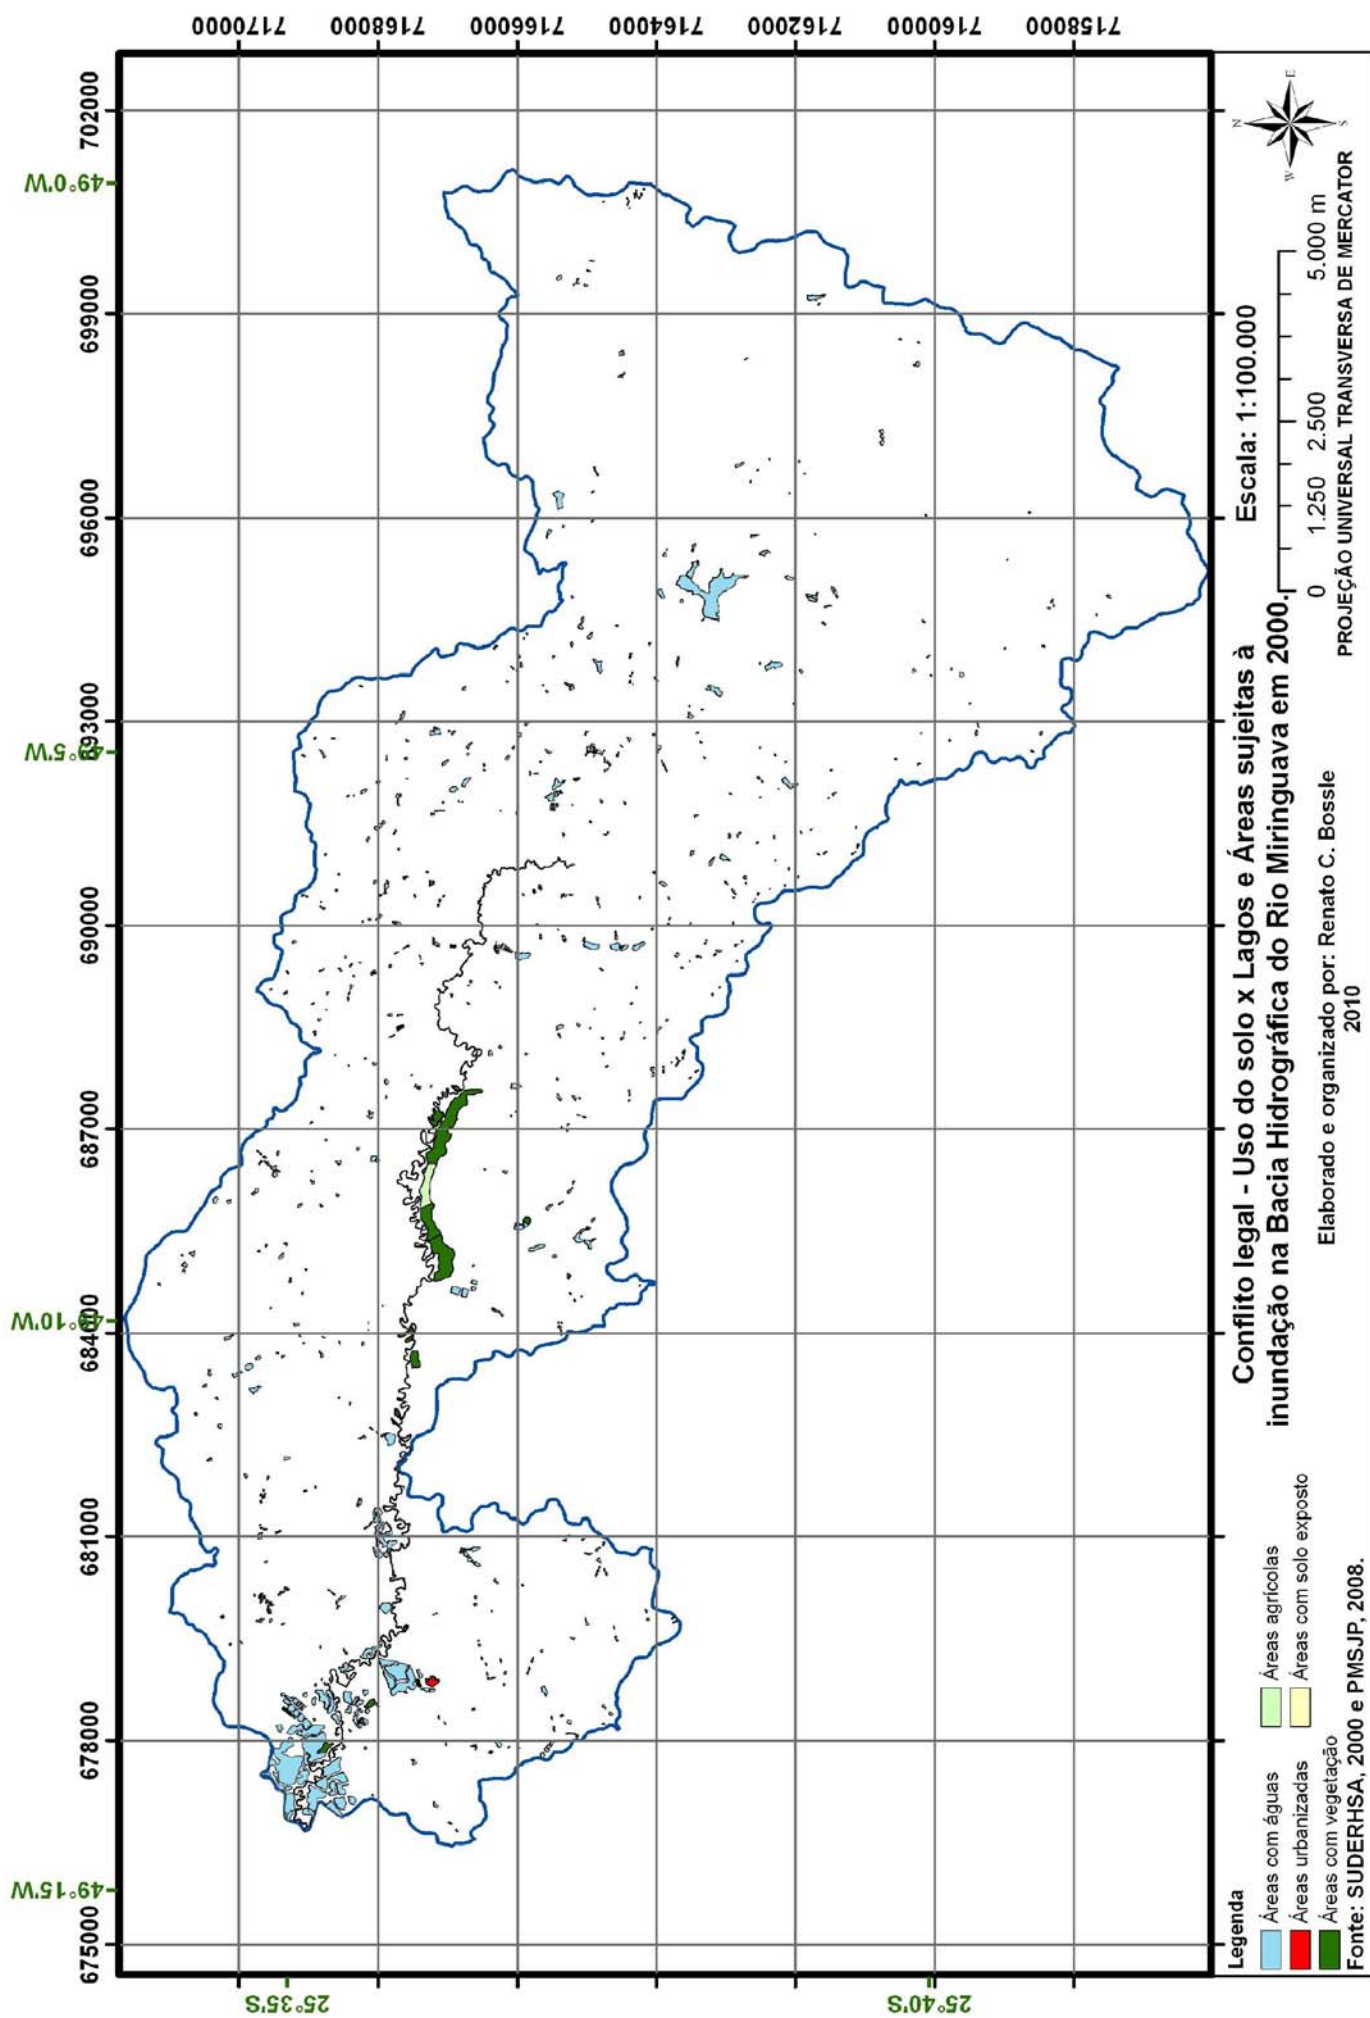 49°15'W
49°10'W
49°5'W
49°0'W
675000
678000
681000
684000
687000
690000
693000
696000
699000
702000
7170000
7168000
7166000
7164000
7162000
7160000
7158000
25°35'S
25°40'S
Legenda
Áreas com águas
Áreas urbanizadas
Áreas com vegetação
Áreas agrícolas
Áreas com solo exposto
Fonte: SUDERHSA, 2000 e PMSJP, 2008.
Conflito legal - Uso do solo x Lagos e Áreas sujeitas à
inundação na Bacia Hidrográfica do Rio Miringuava em 2000.
Elaborado e organizado por: Renato C. Bossle
2010
Escala: 1:100.000
0 1.250 2.500 5.000 m
PROJEÇÃO UNIVERSAL TRANSVERSA DE MERCATOR
N
W
E
S